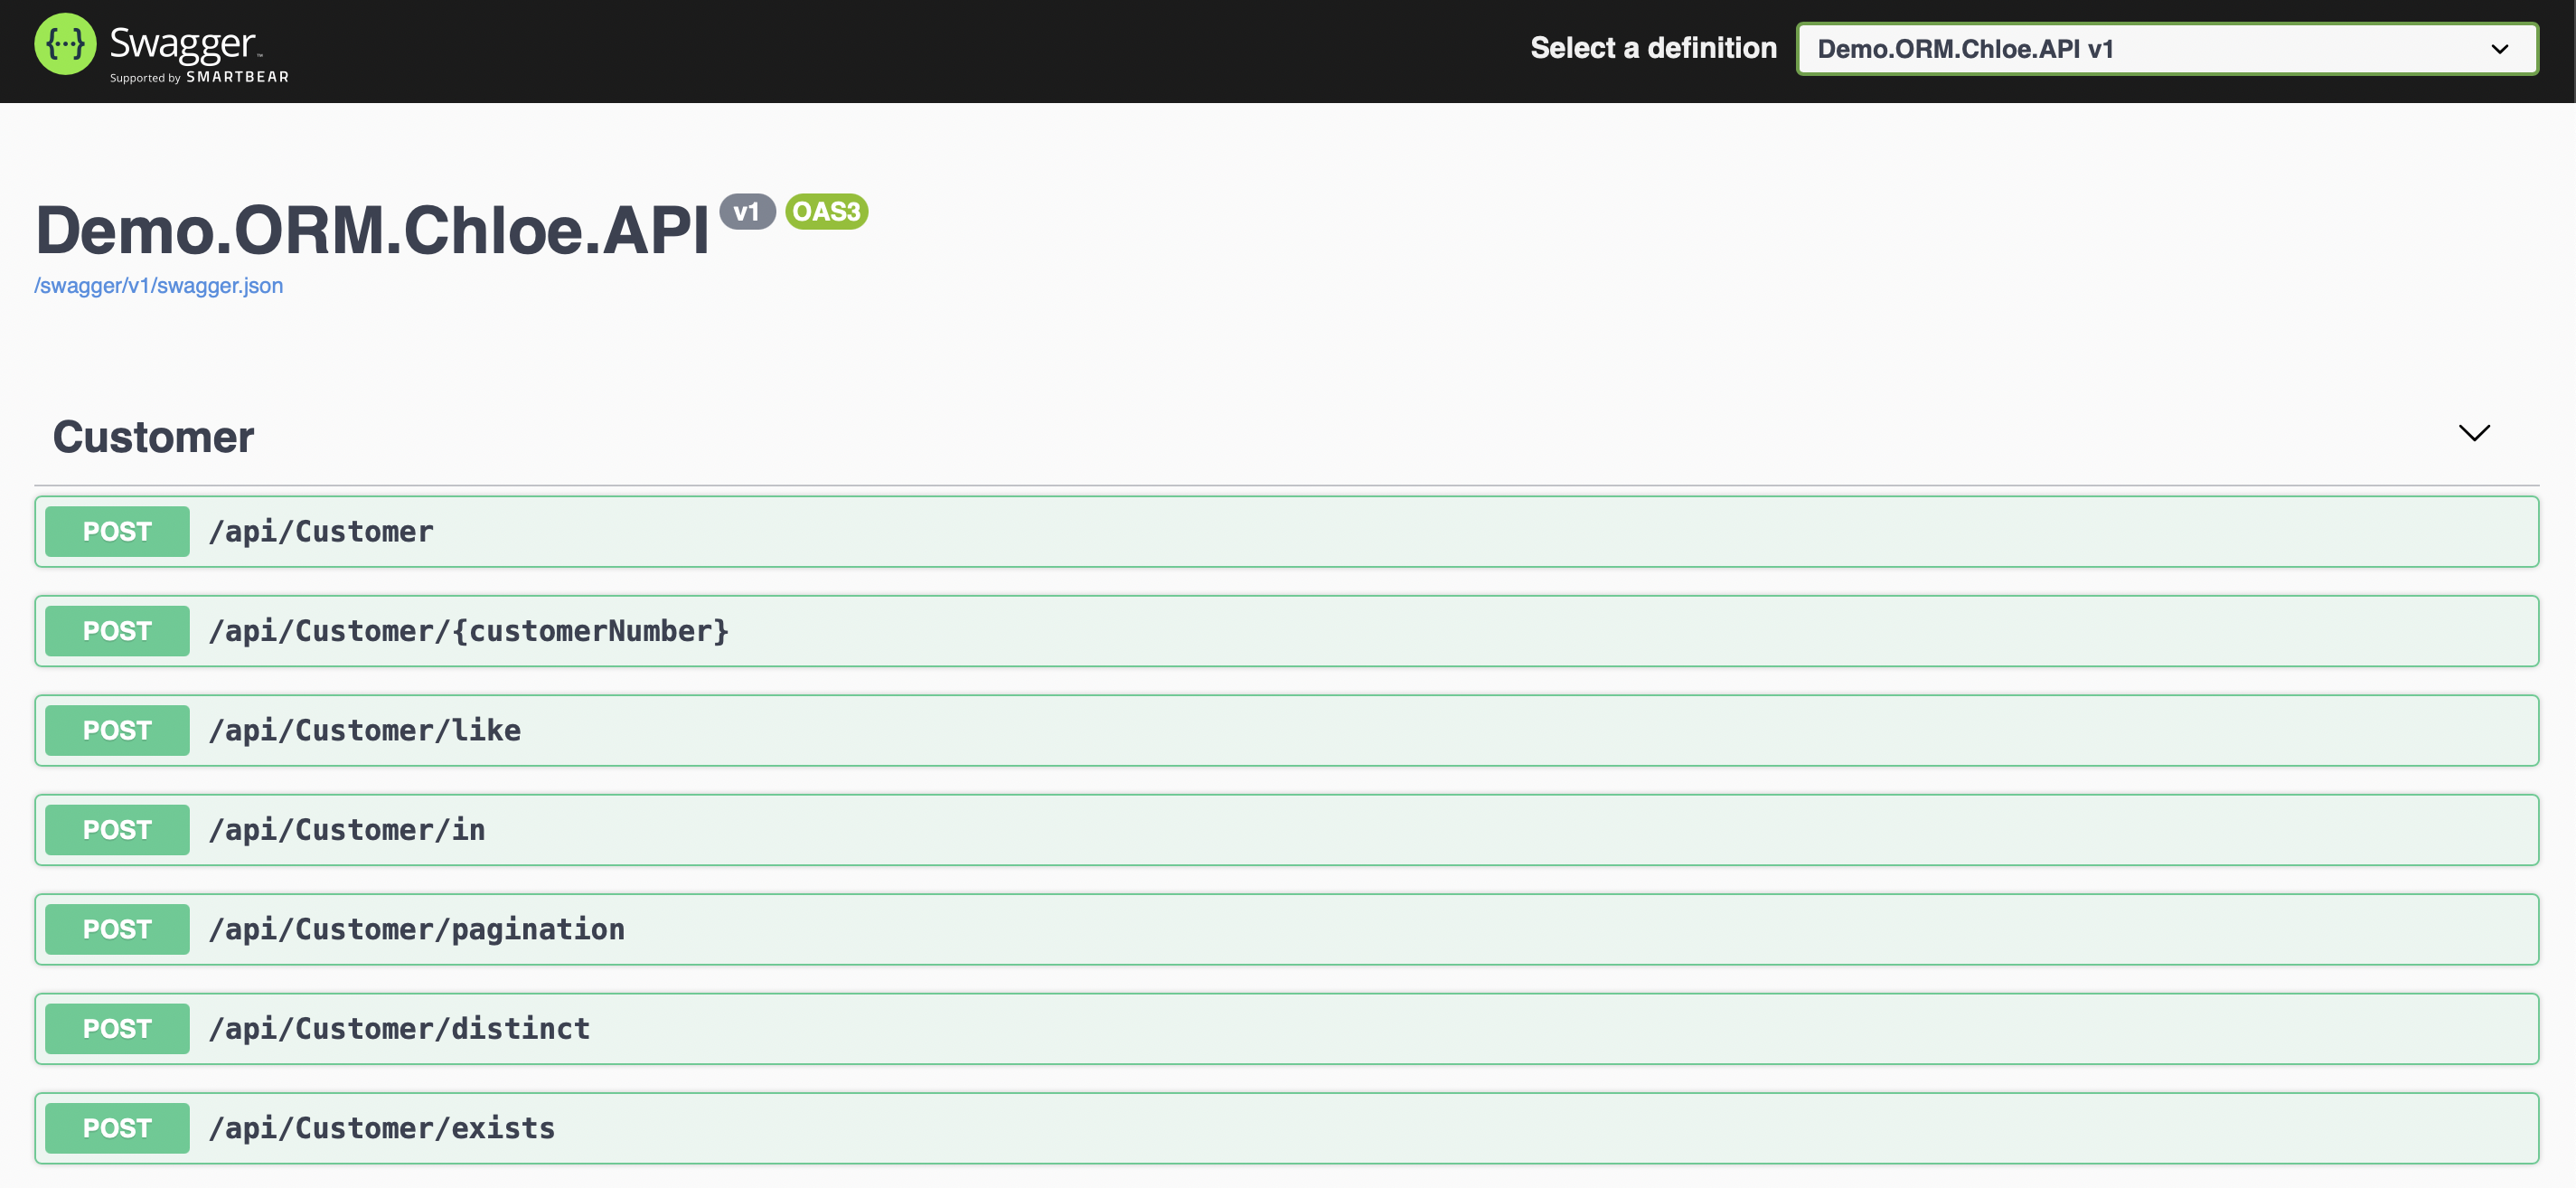 {···} Swagger™
Supported by SMARTBEAR
Select a definition
Demo.ORM.Chloe.API v1
Demo.ORM.Chloe.API v1 OAS3
/swagger/v1/swagger.json
Customer
POST /api/Customer
POST /api/Customer/{customerNumber}
POST /api/Customer/like
POST /api/Customer/in
POST /api/Customer/pagination
POST /api/Customer/distinct
POST /api/Customer/exists